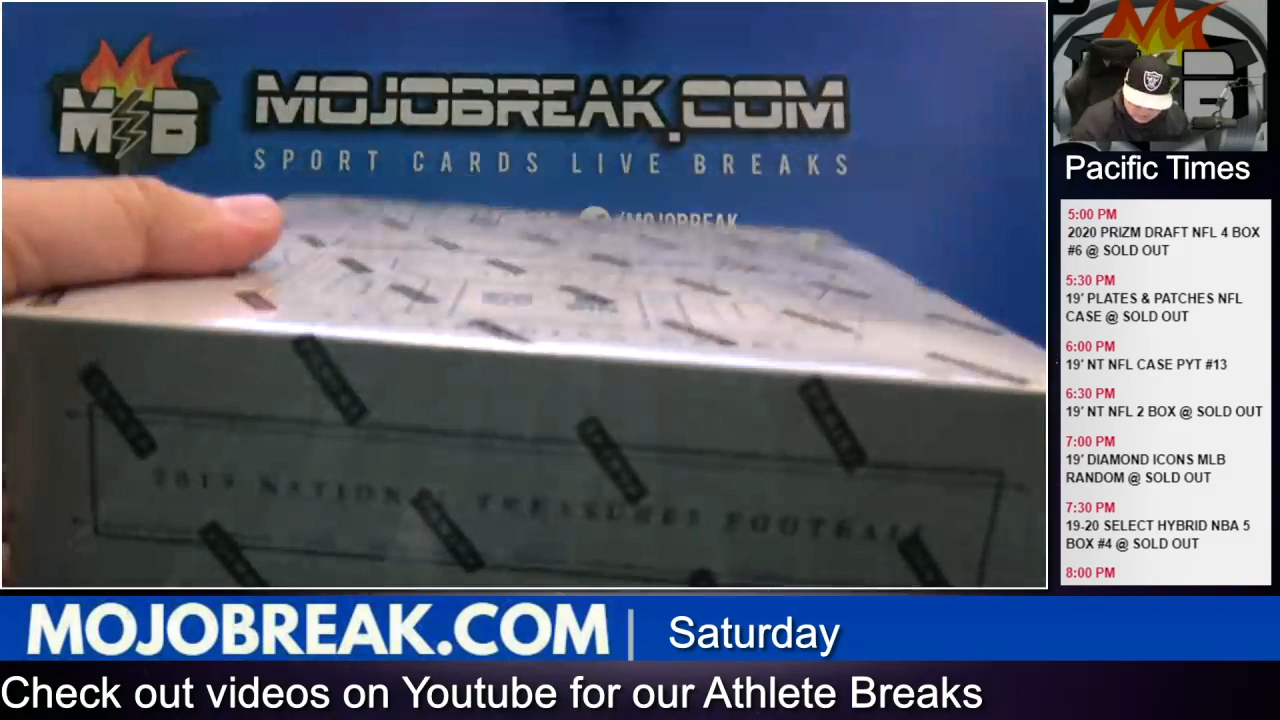 MB
MOJOBREAK.COM
SPORT CARDS LIVE BREAKS
/MOJOBREAK
2019 NATIONAL TREASURES FOOTBALL
Pacific Times
5:00 PM
2020 PRIZM DRAFT NFL 4 BOX
#6 @ SOLD OUT
5:30 PM
19' PLATES & PATCHES NFL
CASE @ SOLD OUT
6:00 PM
19' NT NFL CASE PYT #13
6:30 PM
19' NT NFL 2 BOX @ SOLD OUT
7:00 PM
19' DIAMOND ICONS MLB
RANDOM @ SOLD OUT
7:30 PM
19-20 SELECT HYBRID NBA 5
BOX #4 @ SOLD OUT
8:00 PM
MOJOBREAK.COM | Saturday
Check out videos on Youtube for our Athlete Breaks